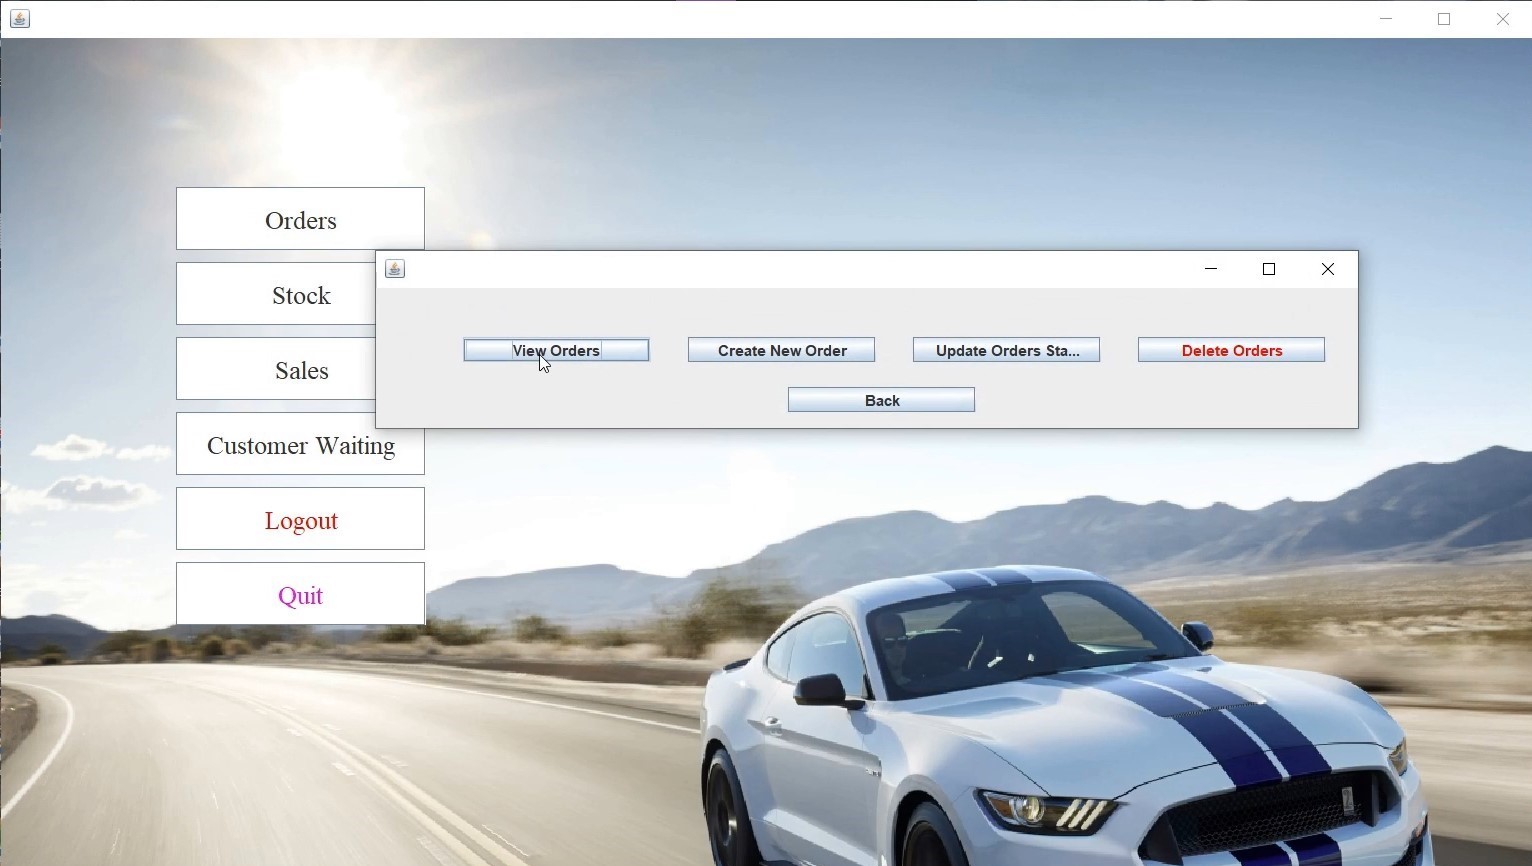 Orders
Stock
Sales
Customer Waiting
Logout
Quit
View Orders
Create New Order
Update Orders Sta...
Delete Orders
Back